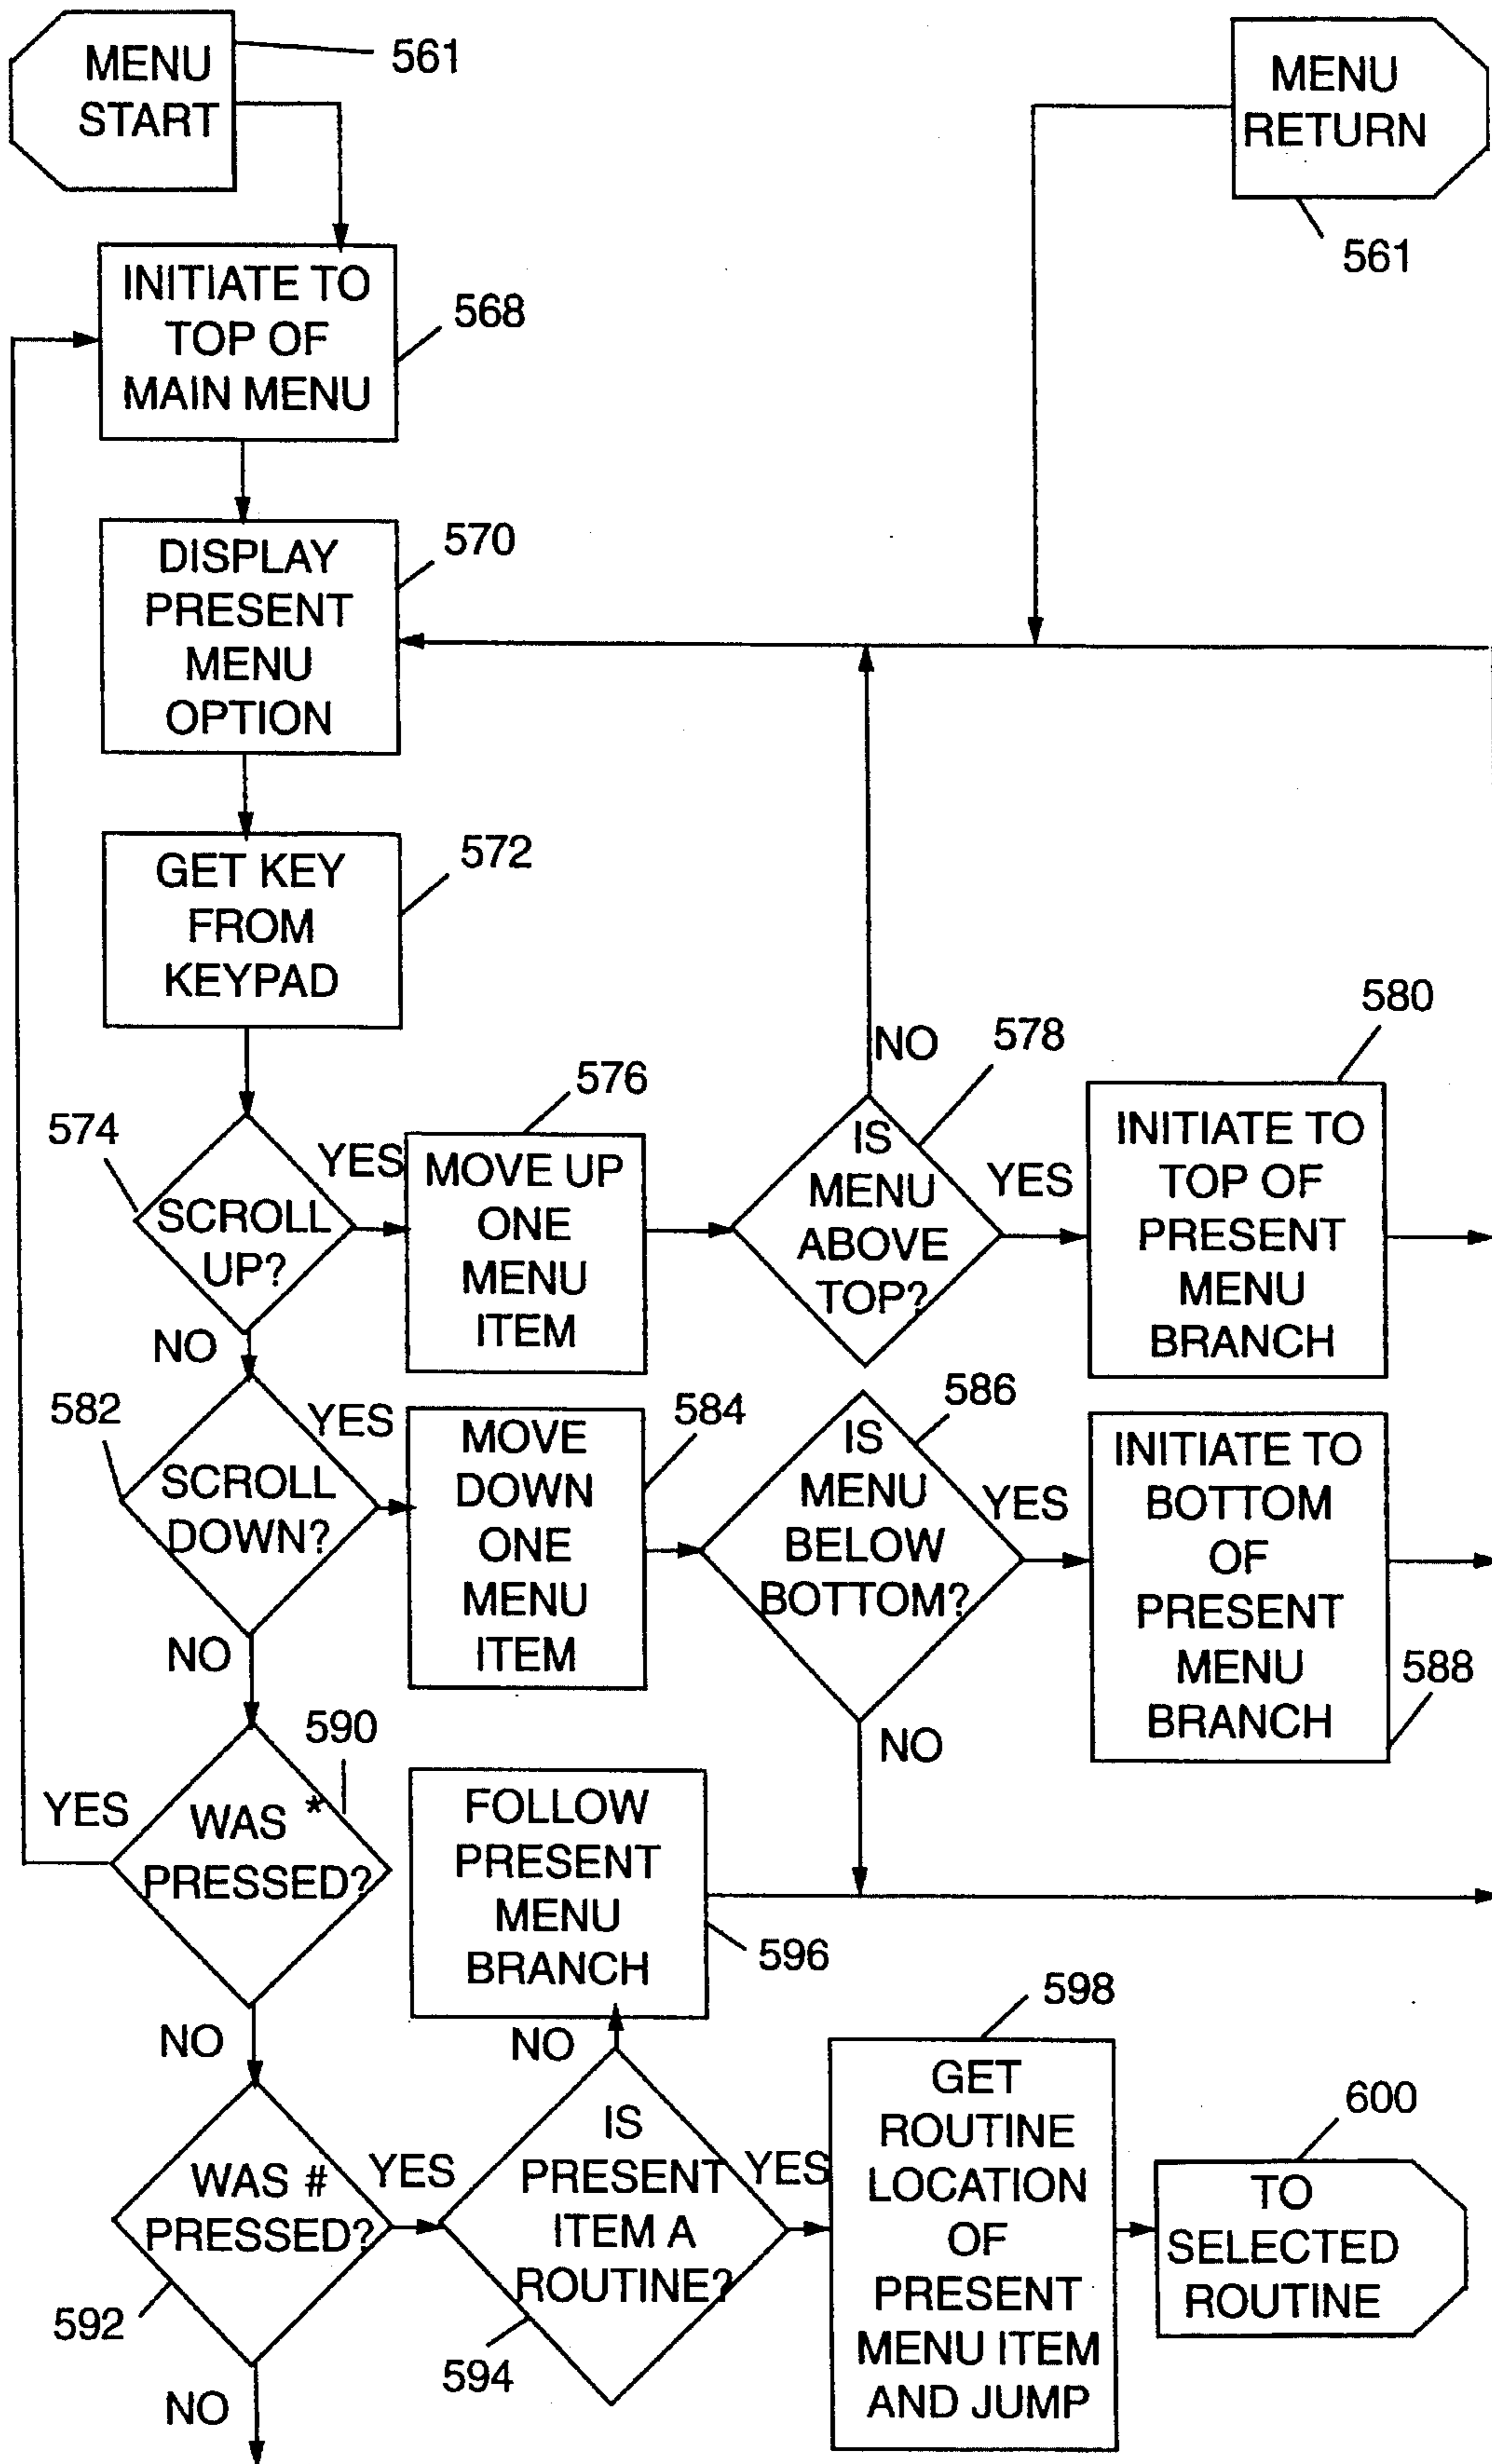 MENU
START
561
MENU
RETURN
561
INITIATE TO
TOP OF
MAIN MENU
568
DISPLAY
PRESENT
MENU
OPTION
570
GET KEY
FROM
KEYPAD
572
574
SCROLL
UP?
YES
NO
576
MOVE UP
ONE
MENU
ITEM
578
IS
MENU
ABOVE
TOP?
NO
YES
580
INITIATE TO
TOP OF
PRESENT
MENU
BRANCH
582
SCROLL
DOWN?
YES
NO
584
MOVE
DOWN
ONE
MENU
ITEM
586
IS
MENU
BELOW
BOTTOM?
YES
NO
INITIATE TO
BOTTOM
OF
PRESENT
MENU
BRANCH
588
590
WAS *
PRESSED?
YES
NO
FOLLOW
PRESENT
MENU
BRANCH
596
592
WAS #
PRESSED?
YES
NO
594
IS
PRESENT
ITEM A
ROUTINE?
NO
YES
598
GET
ROUTINE
LOCATION
OF
PRESENT
MENU ITEM
AND JUMP
600
TO
SELECTED
ROUTINE